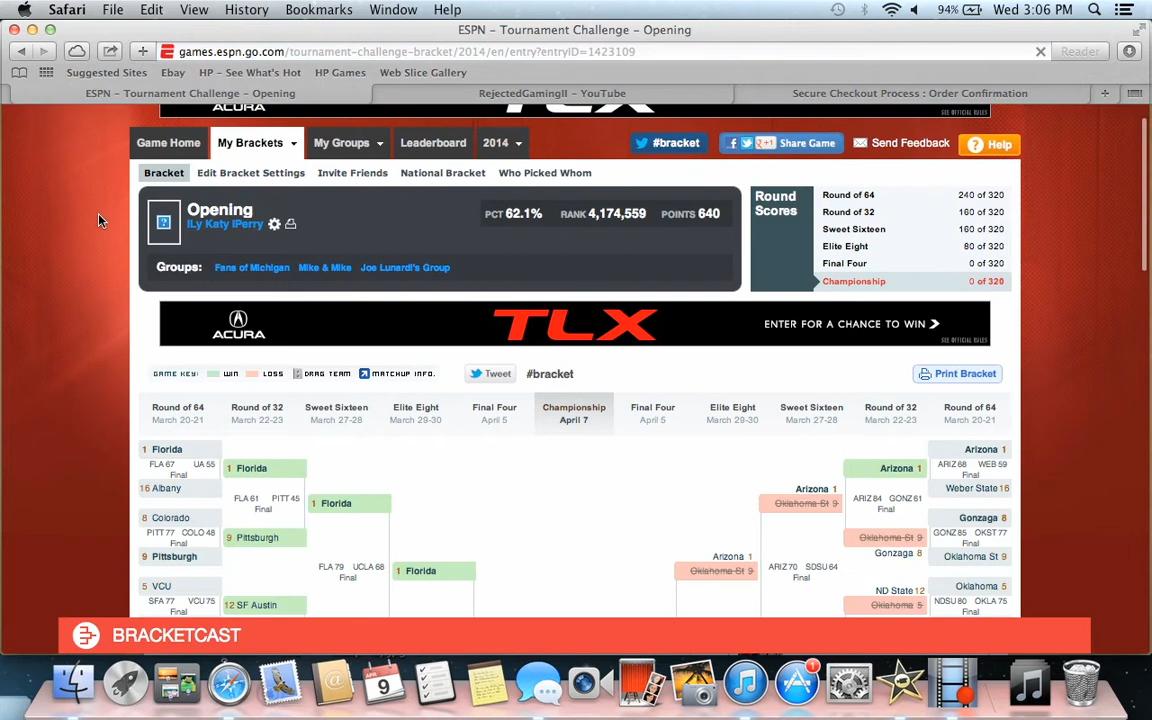 Safari File Edit View History Bookmarks Window Help 94% Wed 3:06 PM
ESPN – Tournament Challenge – Opening
games.espn.go.com/tournament-challenge-bracket/2014/en/entry?entryID=1423109 Reader
Suggested Sites Ebay HP – See What's Hot HP Games Web Slice Gallery
ESPN – Tournament Challenge – Opening RejectedGamingII – YouTube Secure Checkout Process : Order Confirmation
ACURA TLX SEE OFFICIAL RULES
Game Home My Brackets My Groups Leaderboard 2014 #bracket Share Game Send Feedback ? Help
Bracket Edit Bracket Settings Invite Friends National Bracket Who Picked Whom
Opening
ILy Katy IPerry
PCT 62.1% RANK 4,174,559 POINTS 640
Groups: Fans of Michigan Mike & Mike Joe Lunardi's Group
Round Scores
Round of 64 240 of 320
Round of 32 160 of 320
Sweet Sixteen 160 of 320
Elite Eight 80 of 320
Final Four 0 of 320
Championship 0 of 320
ACURA TLX ENTER FOR A CHANCE TO WIN SEE OFFICIAL RULES
GAME KEY: WIN LOSS DRAG TEAM MATCHUP INFO. Tweet #bracket Print Bracket
Round of 64 Round of 32 Sweet Sixteen Elite Eight Final Four Championship Final Four Elite Eight Sweet Sixteen Round of 32 Round of 64
March 20-21 March 22-23 March 27-28 March 29-30 April 5 April 7 April 5 March 29-30 March 27-28 March 22-23 March 20-21
1 Florida Arizona 1
FLA 67 UA 55 1 Florida Arizona 1 ARIZ 68 WEB 59
Final Final
16 Albany Arizona 1 Weber State 16
FLA 61 PITT 45 1 Florida Oklahoma St 9 ARIZ 84 GONZ 61
Final Final
8 Colorado Gonzaga 8
PITT 77 COLO 48 9 Pittsburgh Oklahoma St 9 GONZ 85 OKST 77
Final Final
9 Pittsburgh Arizona 1 Gonzaga 8 Oklahoma St 9
FLA 79 UCLA 68 1 Florida Oklahoma St 9 ARIZ 70 SDSU 64
Final Final
5 VCU ND State 12 Oklahoma 5
SFA 77 VCU 75 12 SF Austin Oklahoma 5 NDSU 80 OKLA 75
Final Final
BRACKETCAST
APR
9
1